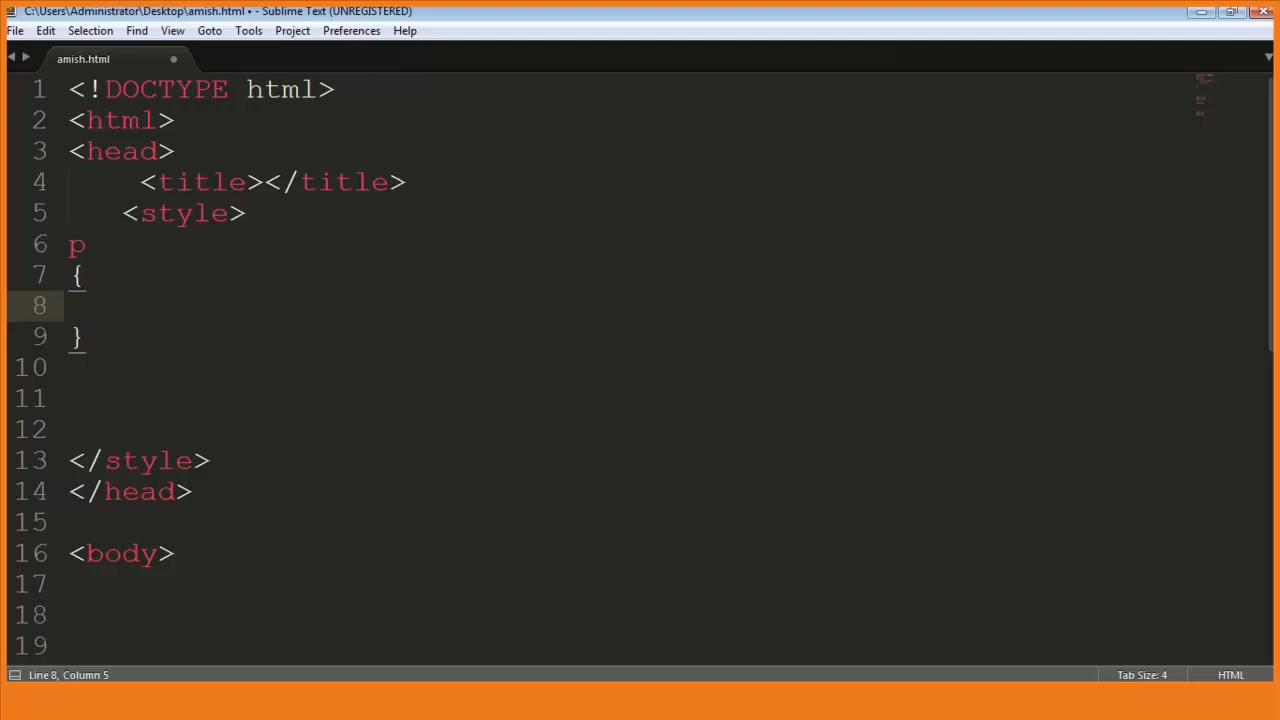 C:\Users\Administrator\Desktop\amish.html • - Sublime Text (UNREGISTERED)
File Edit Selection Find View Goto Tools Project Preferences Help
amish.html
1 <!DOCTYPE html>
2 <html>
3 <head>
4 <title></title>
5 <style>
6 p
7 {
8
9 }
10
11
12
13 </style>
14 </head>
15
16 <body>
17
18
19
Line 8, Column 5 Tab Size: 4 HTML